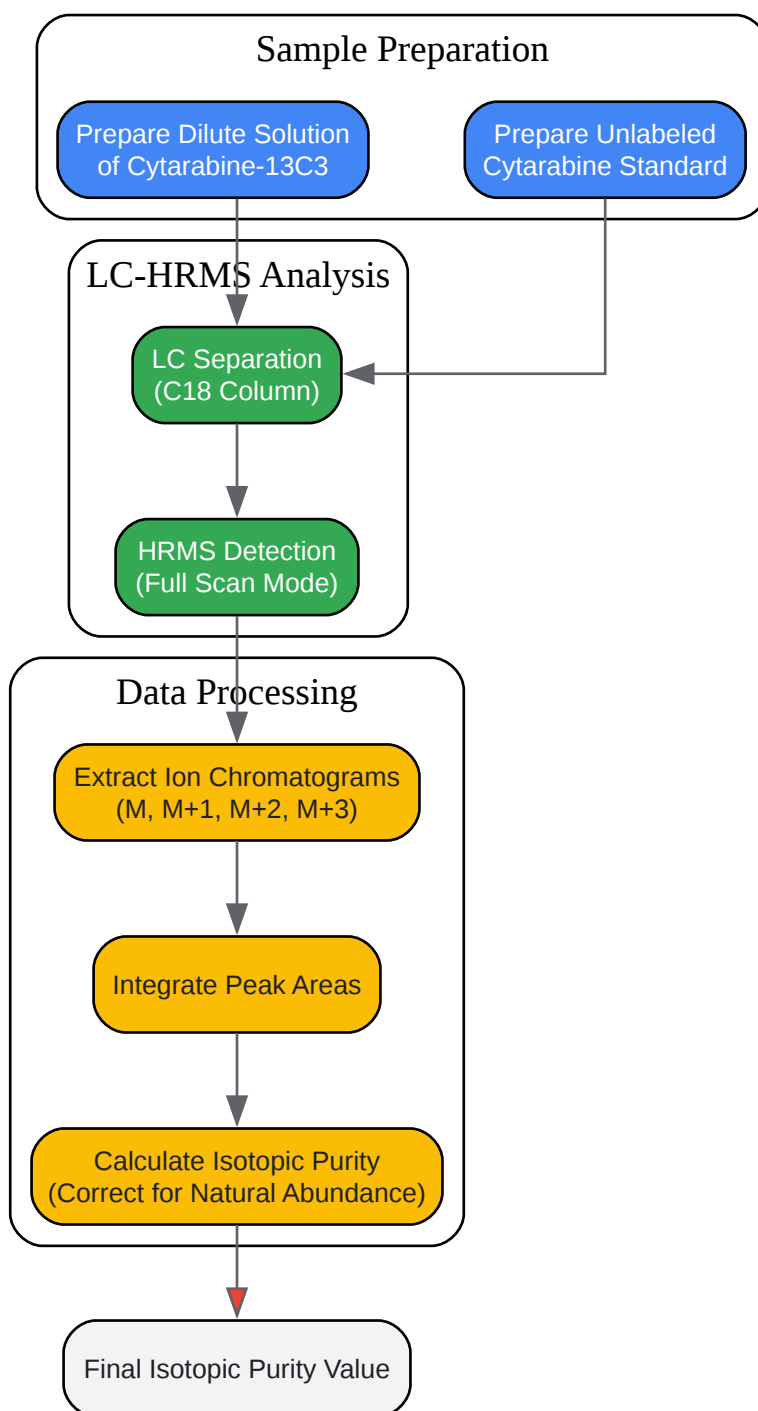 Sample Preparation
Prepare Dilute Solution
of Cytarabine-13C3
Prepare Unlabeled
Cytarabine Standard
LC-HRMS Analysis
LC Separation
(C18 Column)
HRMS Detection
(Full Scan Mode)
Data Processing
Extract Ion Chromatograms
(M, M+1, M+2, M+3)
Integrate Peak Areas
Calculate Isotopic Purity
(Correct for Natural Abundance)
Final Isotopic Purity Value